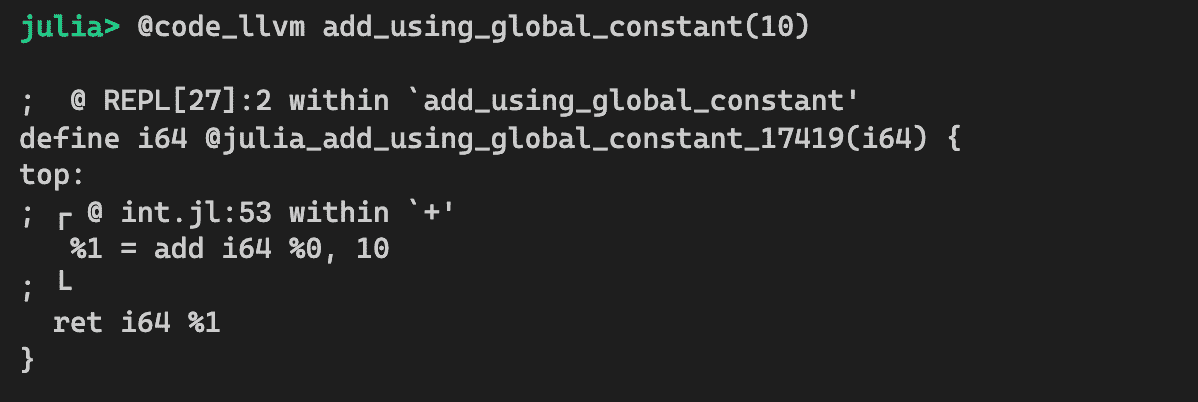 julia> @code_llvm add_using_global_constant(10)
;  @ REPL[27]:2 within `add_using_global_constant'
define i64 @julia_add_using_global_constant_17419(i64) {
top:
; ┌ @ int.jl:53 within `+'
   %1 = add i64 %0, 10
; └
  ret i64 %1
}